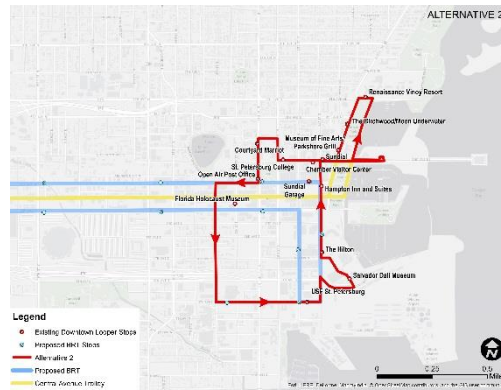 ALTERNATIVE 2
Renaissance Vinoy Resort
The Birchwood/Moon Underwater
Museum of Fine Arts
Parkshore Grill
Courtyard Marriott
Sundial
St. Petersburg College
Chamber Visitor Center
Open Air Post Office
Sundial
Garage
Hampton Inn and Suites
Florida Holocaust Museum
The Hilton
Salvador Dali Museum
USF St. Petersburg
Legend
Existing Downtown Looper Stops
Proposed BRT Stops
Alternative 2
Proposed BRT
Central Avenue Trolley
N
0 0.25 0.5